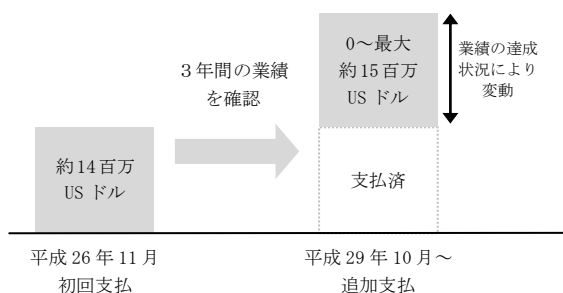 ３年間の業績
を確認
0～最大
約15百万
US ドル
業績の達成
状況により
変動
約14百万
US ドル
支払済
平成 26 年 11 月
初回支払
平成 29 年 10 月～
追加支払